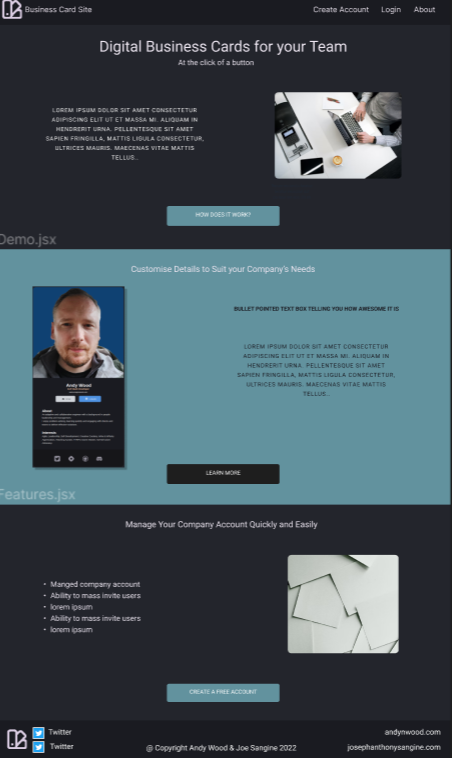 Business Card Site
Create Account Login About
Digital Business Cards for your Team
At the click of a button
LOREM IPSUM DOLOR SIT AMET CONSECTETUR
ADIPISCING ELIT UT ET MASSA MI. ALIQUAM IN
HENDRERIT URNA. PELLENTESQUE SIT AMET
SAPIEN FRINGILLA, MATTIS LIGULA CONSECTETUR,
ULTRICES MAURIS. MAECENAS VITAE MATTIS
TELLUS..
HOW DOES IT WORK?
Demo.jsx
Customise Details to Suit your Company's Needs
Andy Wood
About
Interests
BULLET POINTED TEXT BOX TELLING YOU HOW AWESOME IT IS
LOREM IPSUM DOLOR SIT AMET CONSECTETUR
ADIPISCING ELIT UT ET MASSA MI. ALIQUAM IN
HENDRERIT URNA. PELLENTESQUE SIT AMET
SAPIEN FRINGILLA, MATTIS LIGULA CONSECTETUR,
ULTRICES MAURIS. MAECENAS VITAE MATTIS
TELLUS..
LEARN MORE
Features.jsx
Manage Your Company Account Quickly and Easily
• Manged company account
• Ability to mass invite users
• lorem ipsum
• Ability to mass invite users
• lorem ipsum
CREATE A FREE ACCOUNT
Twitter
Twitter
@ Copyright Andy Wood & Joe Sangine 2022
andynwood.com
josephanthonysangine.com